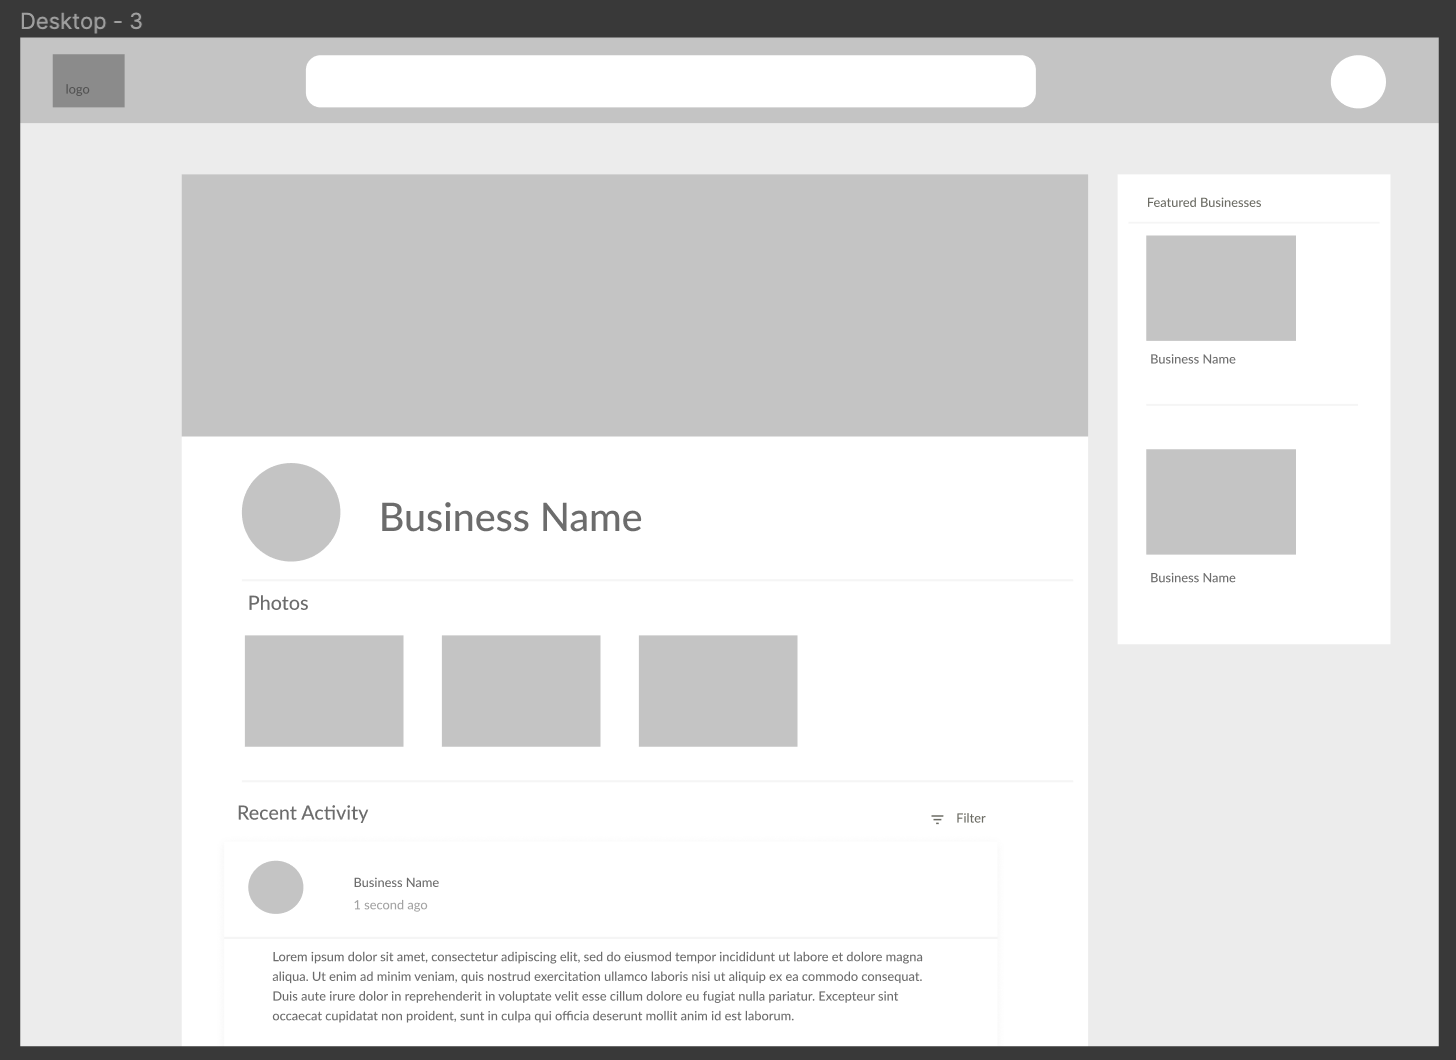 Desktop - 3
logo
Featured Businesses
Business Name
Business Name
Business Name
Photos
Recent Activity
Filter
Business Name
1 second ago
Lorem ipsum dolor sit amet, consectetur adipiscing elit, sed do eiusmod tempor incididunt ut labore et dolore magna
aliqua. Ut enim ad minim veniam, quis nostrud exercitation ullamco laboris nisi ut aliquip ex ea commodo consequat.
Duis aute irure dolor in reprehenderit in voluptate velit esse cillum dolore eu fugiat nulla pariatur. Excepteur sint
occaecat cupidatat non proident, sunt in culpa qui officia deserunt mollit anim id est laborum.